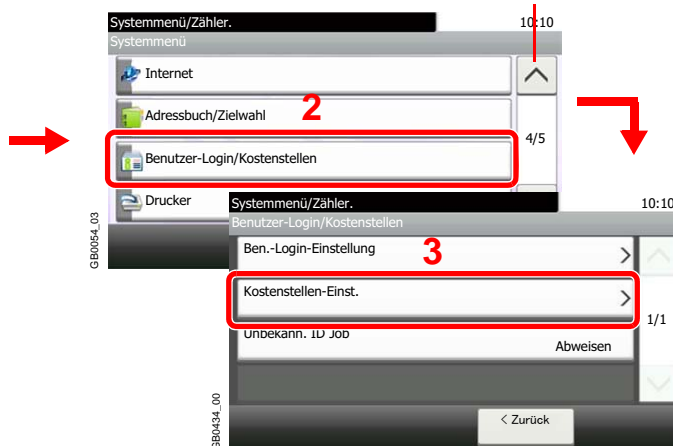 Systemmenü/Zähler.
10:10
Systemmenü
Internet
Adressbuch/Zielwahl
2
4/5
Benutzer-Login/Kostenstellen
Drucker
GB0054_03
Systemmenü/Zähler.
10:10
Benutzer-Login/Kostenstellen
Ben.-Login-Einstellung
3
Kostenstellen-Einst.
1/1
Unbekann. ID Job
Abweisen
< Zurück
GB0434_00